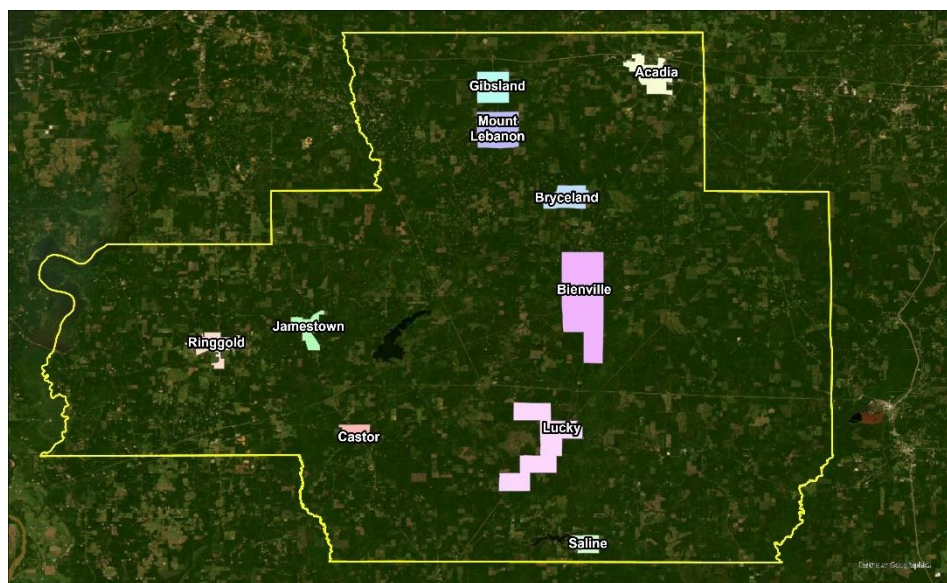 Gibsland
Acadia
Mount
Lebanon
Bryceland
Bienville
Jamestown
Ringgold
Castor
Lucky
Saline